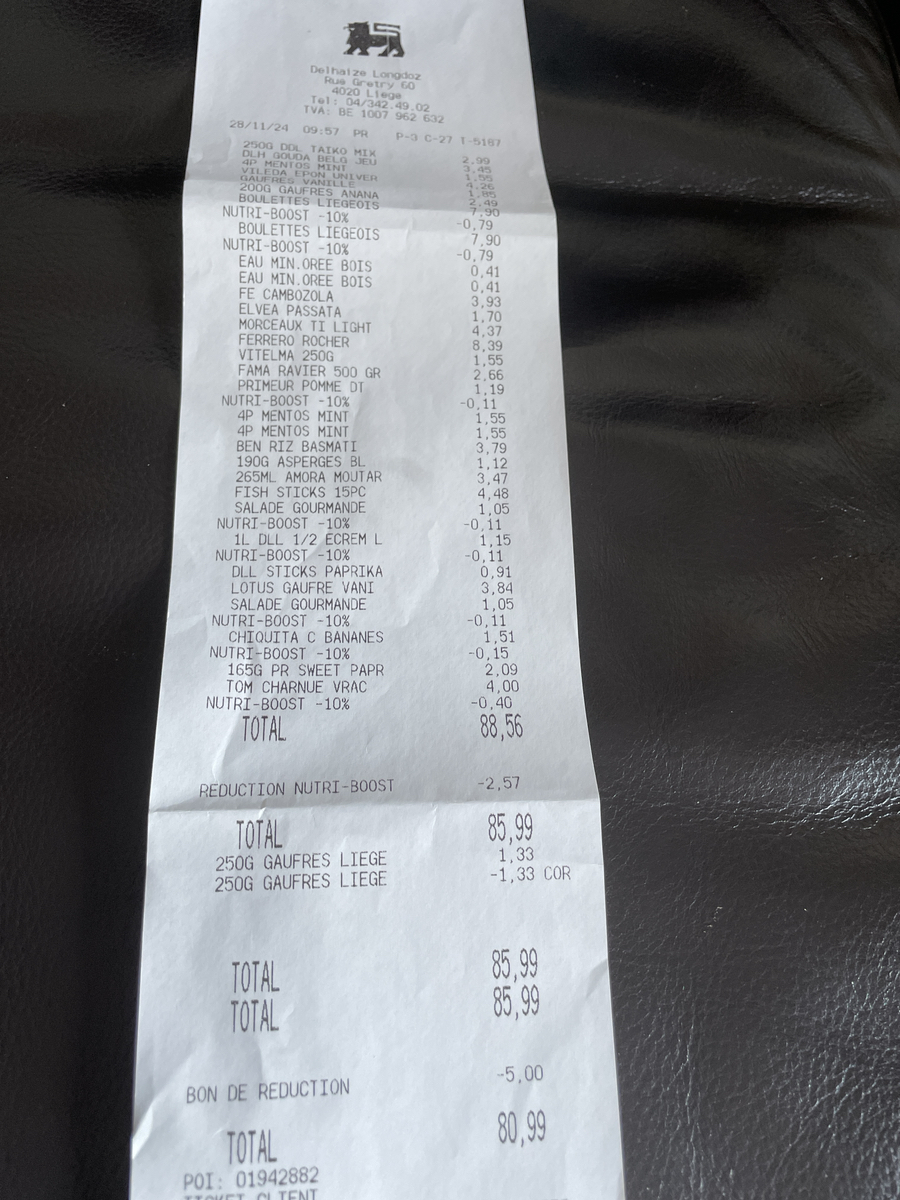 Delhaize Longdoz
Rue Gretry 60
4020 Liege
Tel: 04/342.49.02
TVA: BE 1007 962 632
28/11/24 09:57 PR P-3 C-27 T-5187
250G DDL TAIKO MIX 2,99
DLH GOUDA BELG JEU 3,45
4P MENTOS MINT 1,55
VILEDA EPON UNIVER 4,26
GAUFRES VANILLE 1,85
200G GAUFRES ANANA 2,49
BOULETTES LIEGEOIS 7,90
NUTRI-BOOST -10% -0,79
BOULETTES LIEGEOIS 7,90
NUTRI-BOOST -10% -0,79
EAU MIN.OREE BOIS 0,41
EAU MIN.OREE BOIS 0,41
FE CAMBOZOLA 3,93
ELVEA PASSATA 1,70
MORCEAUX TI LIGHT 4,37
FERRERO ROCHER 8,39
VITELMA 250G 1,55
FAMA RAVIER 500 GR 2,66
PRIMEUR POMME DT 1,19
NUTRI-BOOST -10% -0,11
4P MENTOS MINT 1,55
4P MENTOS MINT 1,55
BEN RIZ BASMATI 3,79
190G ASPERGES BL 1,12
265ML AMORA MOUTAR 3,47
FISH STICKS 15PC 4,48
SALADE GOURMANDE 1,05
NUTRI-BOOST -10% -0,11
1L DLL 1/2 ECREM L 1,15
NUTRI-BOOST -10% -0,11
DLL STICKS PAPRIKA 0,91
LOTUS GAUFRE VANI 3,84
SALADE GOURMANDE 1,05
NUTRI-BOOST -10% -0,11
CHIQUITA C BANANES 1,51
NUTRI-BOOST -10% -0,15
165G PR SWEET PAPR 2,09
TOM CHARNUE VRAC 4,00
NUTRI-BOOST -10% -0,40
TOTAL 88,56
REDUCTION NUTRI-BOOST -2,57
TOTAL 85,99
250G GAUFRES LIEGE 1,33
250G GAUFRES LIEGE -1,33 COR
TOTAL 85,99
TOTAL 85,99
BON DE REDUCTION -5,00
TOTAL 80,99
POI: 01942882
TICKET CLIENT